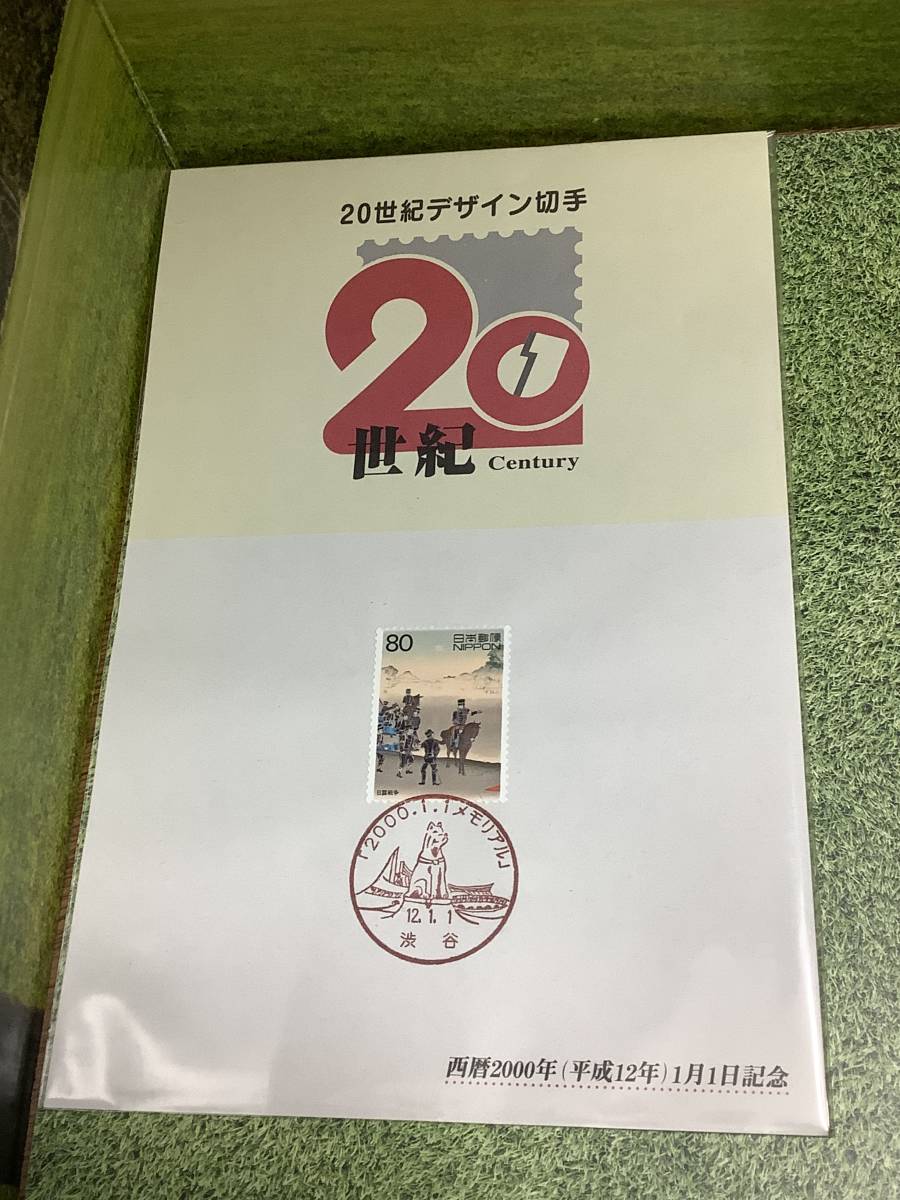 20世紀デザイン切手
20
世紀 Century
80 日本郵便
NIPPON
日露戦争
「2000.1.1メモリアル」
12.1.1
渋谷
西暦2000年(平成12年)1月1日記念